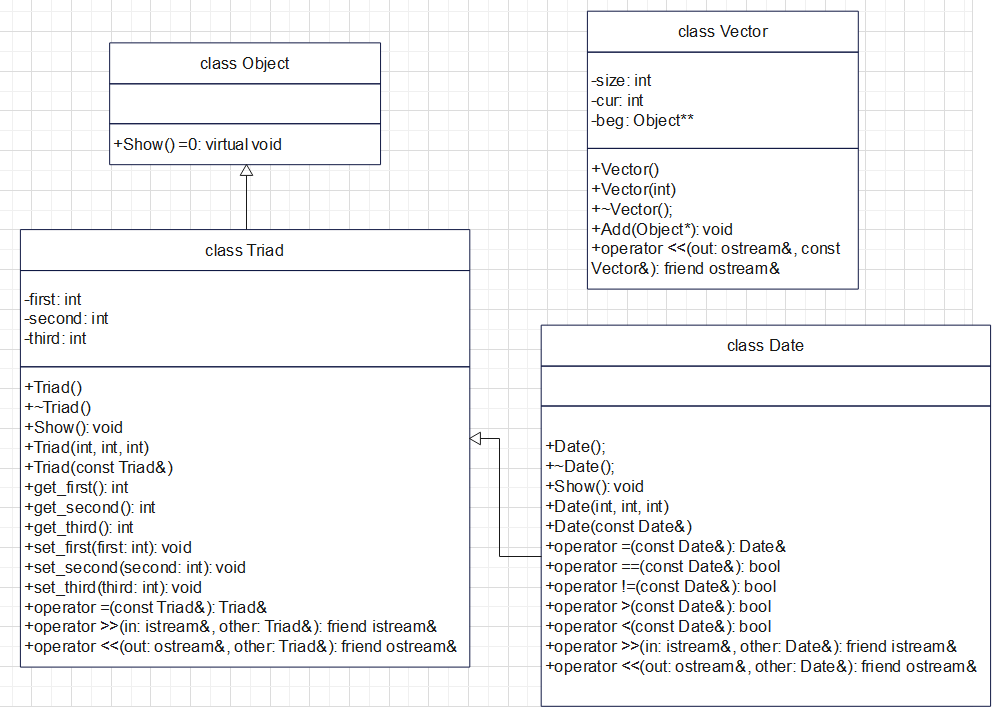 class Object
+Show() =0: virtual void
class Vector
-size: int
-cur: int
-beg: Object**
+Vector()
+Vector(int)
+~Vector();
+Add(Object*): void
+operator <<(out: ostream&, const
Vector&): friend ostream&
class Triad
-first: int
-second: int
-third: int
+Triad()
+~Triad()
+Show(): void
+Triad(int, int, int)
+Triad(const Triad&)
+get_first(): int
+get_second(): int
+get_third(): int
+set_first(first: int): void
+set_second(second: int): void
+set_third(third: int): void
+operator =(const Triad&): Triad&
+operator >>(in: istream&, other: Triad&): friend istream&
+operator <<(out: ostream&, other: Triad&): friend ostream&
class Date
+Date();
+~Date();
+Show(): void
+Date(int, int, int)
+Date(const Date&)
+operator =(const Date&): Date&
+operator ==(const Date&): bool
+operator !=(const Date&): bool
+operator >(const Date&): bool
+operator <(const Date&): bool
+operator >>(in: istream&, other: Date&): friend istream&
+operator <<(out: ostream&, other: Date&): friend ostream&